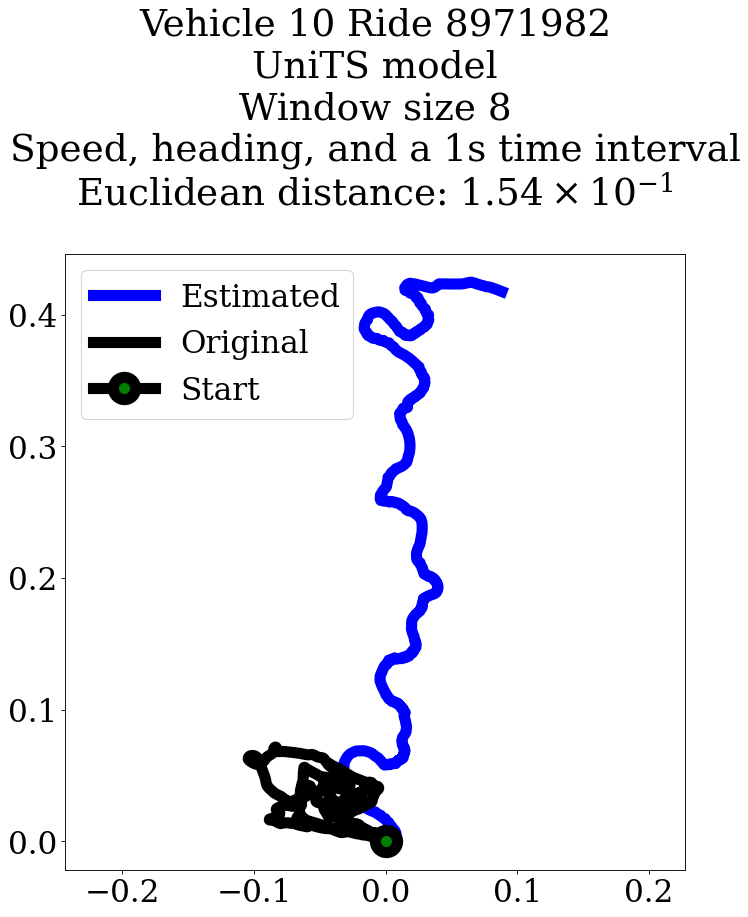 Vehicle 10 Ride 8971982
UniTS model
Window size 8
Speed, heading, and a 1s time interval
Euclidean distance: 1.54 × 10⁻¹
Estimated
Original
Start
0.4
0.3
0.2
0.1
0.0
−0.2 −0.1 0.0 0.1 0.2